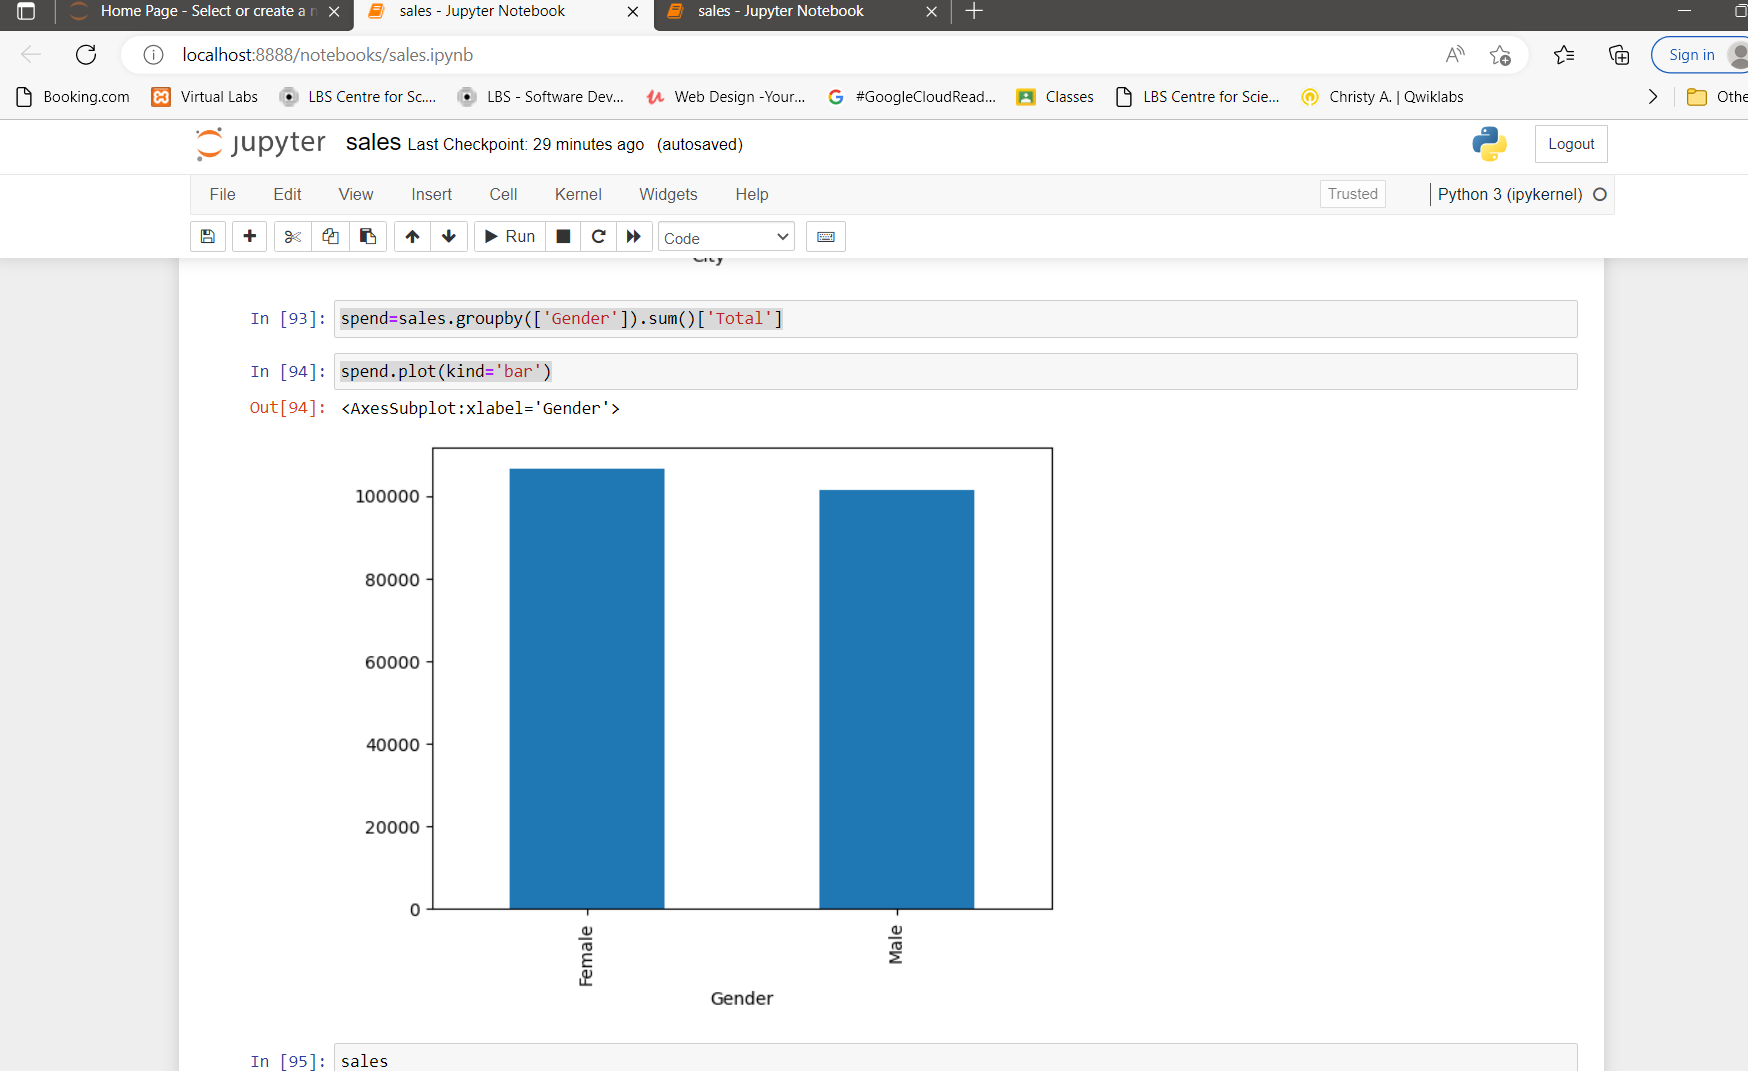 Home Page - Select or create a n
sales - Jupyter Notebook
sales - Jupyter Notebook
localhost:8888/notebooks/sales.ipynb
Sign in
Booking.com
Virtual Labs
LBS Centre for Sc....
LBS - Software Dev...
Web Design -Your...
#GoogleCloudRead...
Classes
LBS Centre for Scie...
Christy A. | Qwiklabs
Othe
jupyter
sales Last Checkpoint: 29 minutes ago (autosaved)
Logout
File Edit View Insert Cell Kernel Widgets Help
Trusted
Python 3 (ipykernel)
Run
Code
City
In [93]: spend=sales.groupby(['Gender']).sum()['Total']
In [94]: spend.plot(kind='bar')
Out[94]: <AxesSubplot:xlabel='Gender'>
100000
80000
60000
40000
20000
0
Female
Male
Gender
In [95]: sales